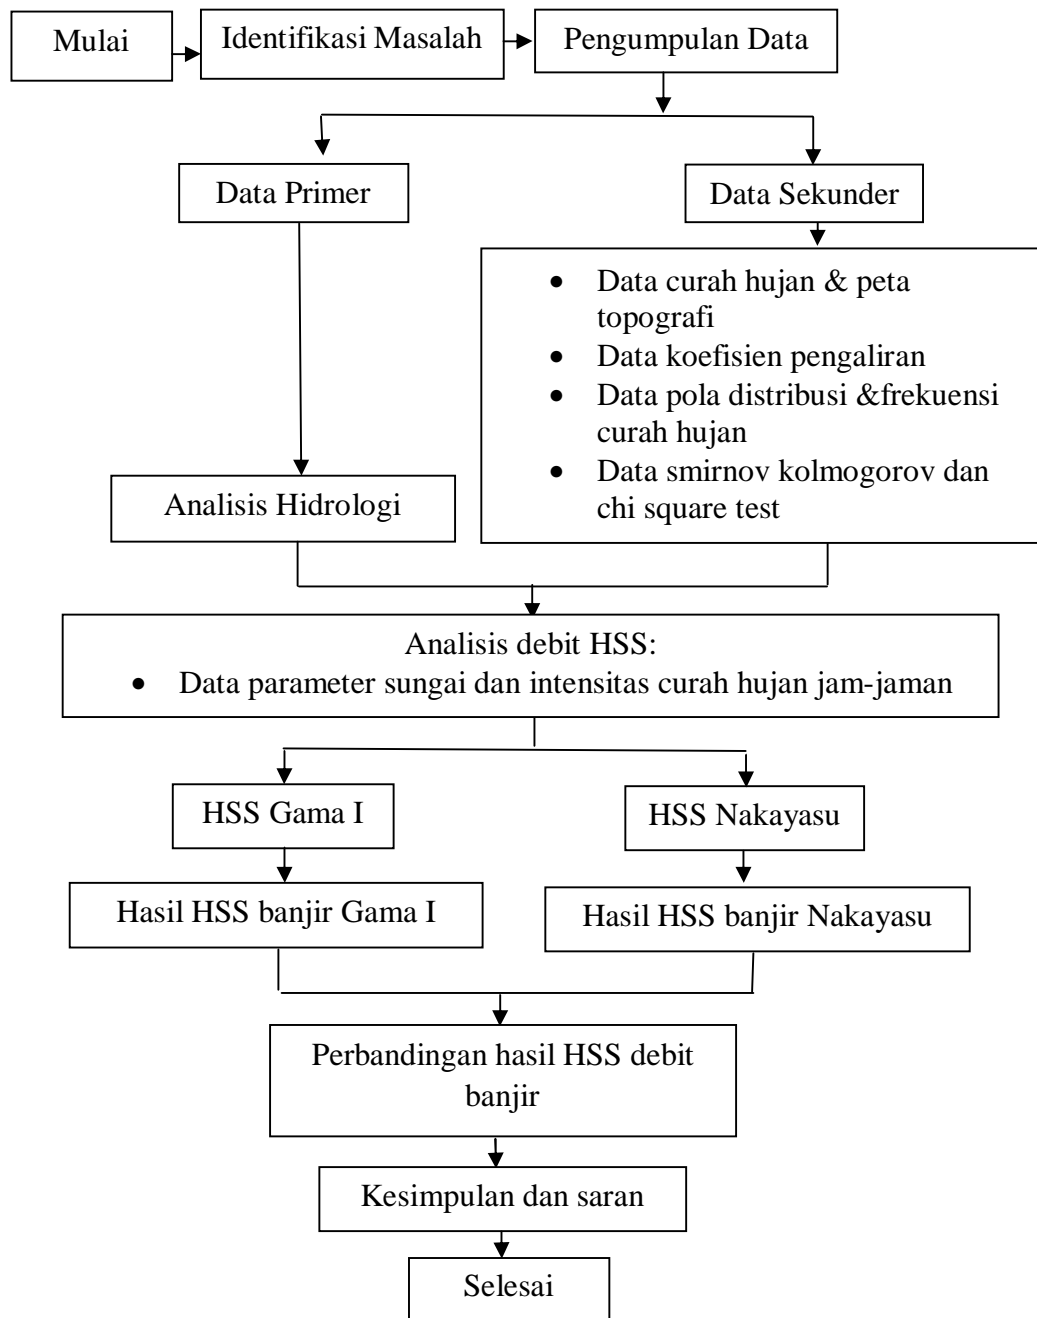 Mulai
Identifikasi Masalah
Pengumpulan Data
Data Primer
Data Sekunder
• Data curah hujan & peta
topografi
• Data koefisien pengaliran
• Data pola distribusi &frekuensi
curah hujan
• Data smirnov kolmogorov dan
chi square test
Analisis Hidrologi
Analisis debit HSS:
• Data parameter sungai dan intensitas curah hujan jam-jaman
HSS Gama I
HSS Nakayasu
Hasil HSS banjir Gama I
Hasil HSS banjir Nakayasu
Perbandingan hasil HSS debit
banjir
Kesimpulan dan saran
Selesai